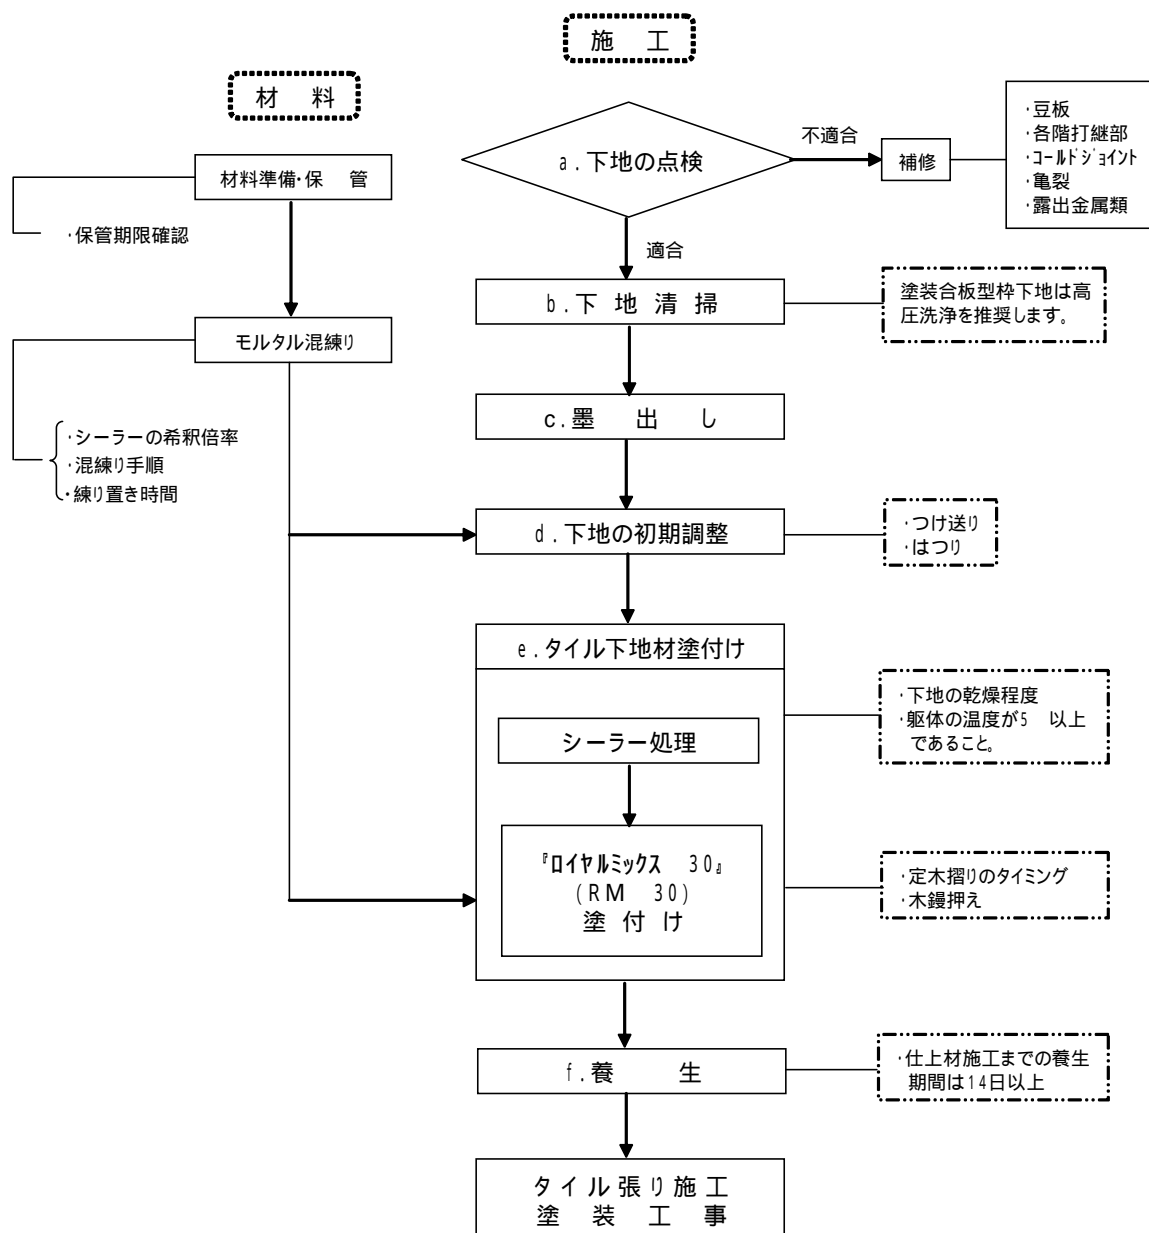 施　工
材　料
材料準備・保　管
・保管期限確認
モルタル混練り
・シーラーの希釈倍率
・混練り手順
・練り置き時間
a．下地の点検
不適合
補修
・豆板
・各階打継部
・ｺｰﾙﾄﾞｼﾞｮｲﾝﾄ
・亀裂
・露出金属類
適合
b．下 地 清 掃
塗装合板型枠下地は高
圧洗浄を推奨します。
c．墨　出　し
d．下地の初期調整
・つけ送り
・はつり
e．タイル下地材塗付け
・下地の乾燥程度
・躯体の温度が5　以上
であること。
シーラー処理
『ロイヤルミックス　30』
(RM　30)
塗 付 け
・定木摺りのタイミング
・木鏝押え
f．養　　生
・仕上材施工までの養生
期間は14日以上
タイル張り施工
塗　装　工　事